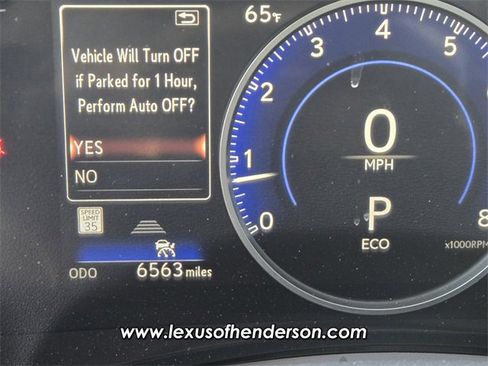 65°F
Vehicle Will Turn OFF
if Parked for 1 Hour,
Perform Auto OFF?
YES
NO
SPEED
LIMIT
35
ODO 6563 miles
0
1
2
3
4
5
8
0
MPH
P
ECO
x1000RPM
www.lexusofhenderson.com